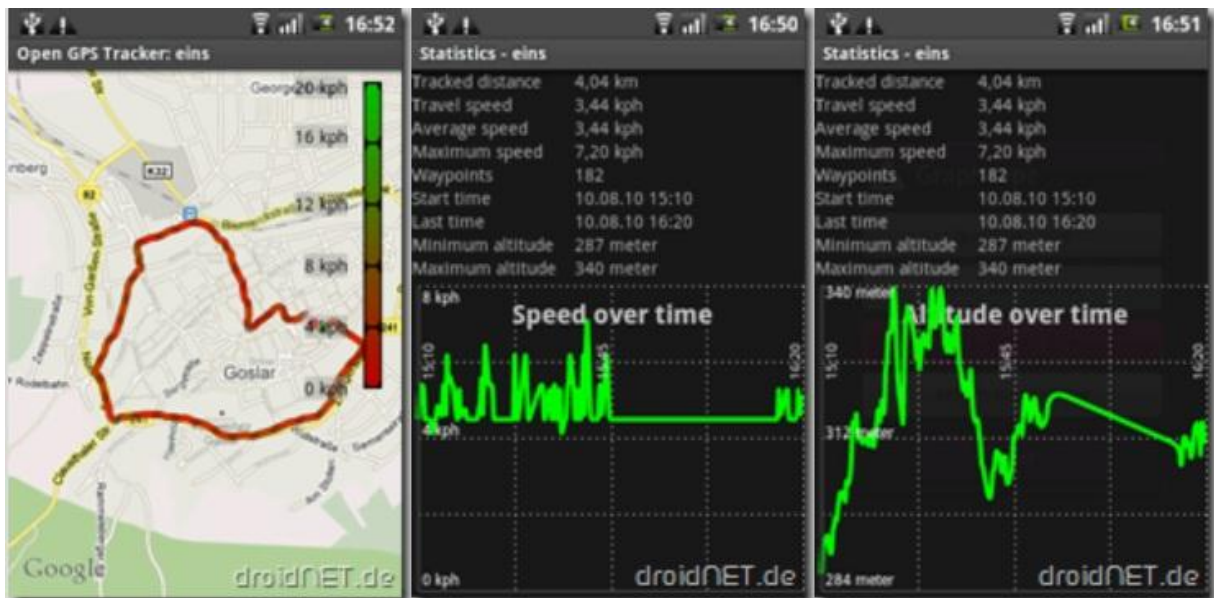 16:52
Open GPS Tracker: eins
20 kph
16 kph
K32
82
12 kph
8 kph
4 kph
241
0 kph
Goslar
Von-Garßen-Straße
Google
droidNET.de
16:50
Statistics - eins
Tracked distance 4,04 km
Travel speed 3,44 kph
Average speed 3,44 kph
Maximum speed 7,20 kph
Waypoints 182
Start time 10.08.10 15:10
Last time 10.08.10 16:20
Minimum altitude 287 meter
Maximum altitude 340 meter
8 kph
Speed over time
15:10
15:45
16:20
4 kph
0 kph
droidNET.de
16:51
Statistics - eins
Tracked distance 4,04 km
Travel speed 3,44 kph
Average speed 3,44 kph
Maximum speed 7,20 kph
Waypoints 182
Start time 10.08.10 15:10
Last time 10.08.10 16:20
Minimum altitude 287 meter
Maximum altitude 340 meter
340 meter
Altitude over time
15:10
15:45
16:20
312 meter
284 meter
droidNET.de